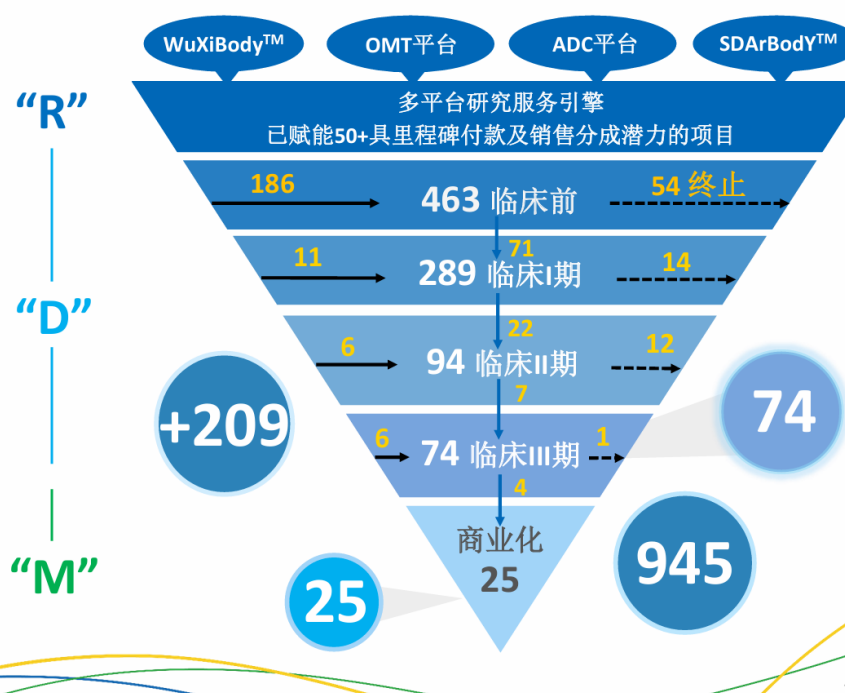 WuXiBody™
OMT平台
ADC平台
SDArBodY™
“R”
多平台研究服务引擎
已赋能50+具里程碑付款及销售分成潜力的项目
186
463 临床前
54 终止
71
11
289 临床I期
14
“D”
22
6
94 临床II期
12
7
+209
74
6
74 临床III期
1
4
“M”
商业化
25
25
945